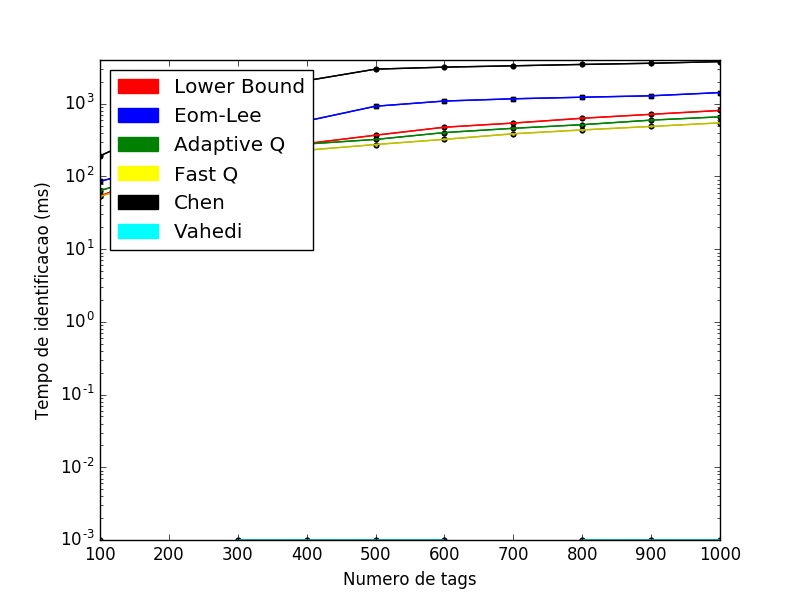 Lower Bound
Eom-Lee
Adaptive Q
Fast Q
Chen
Vahedi
10^3
10^2
10^1
10^0
10^-1
10^-2
10^-3
Tempo de identificacao (ms)
100 200 300 400 500 600 700 800 900 1000
Numero de tags